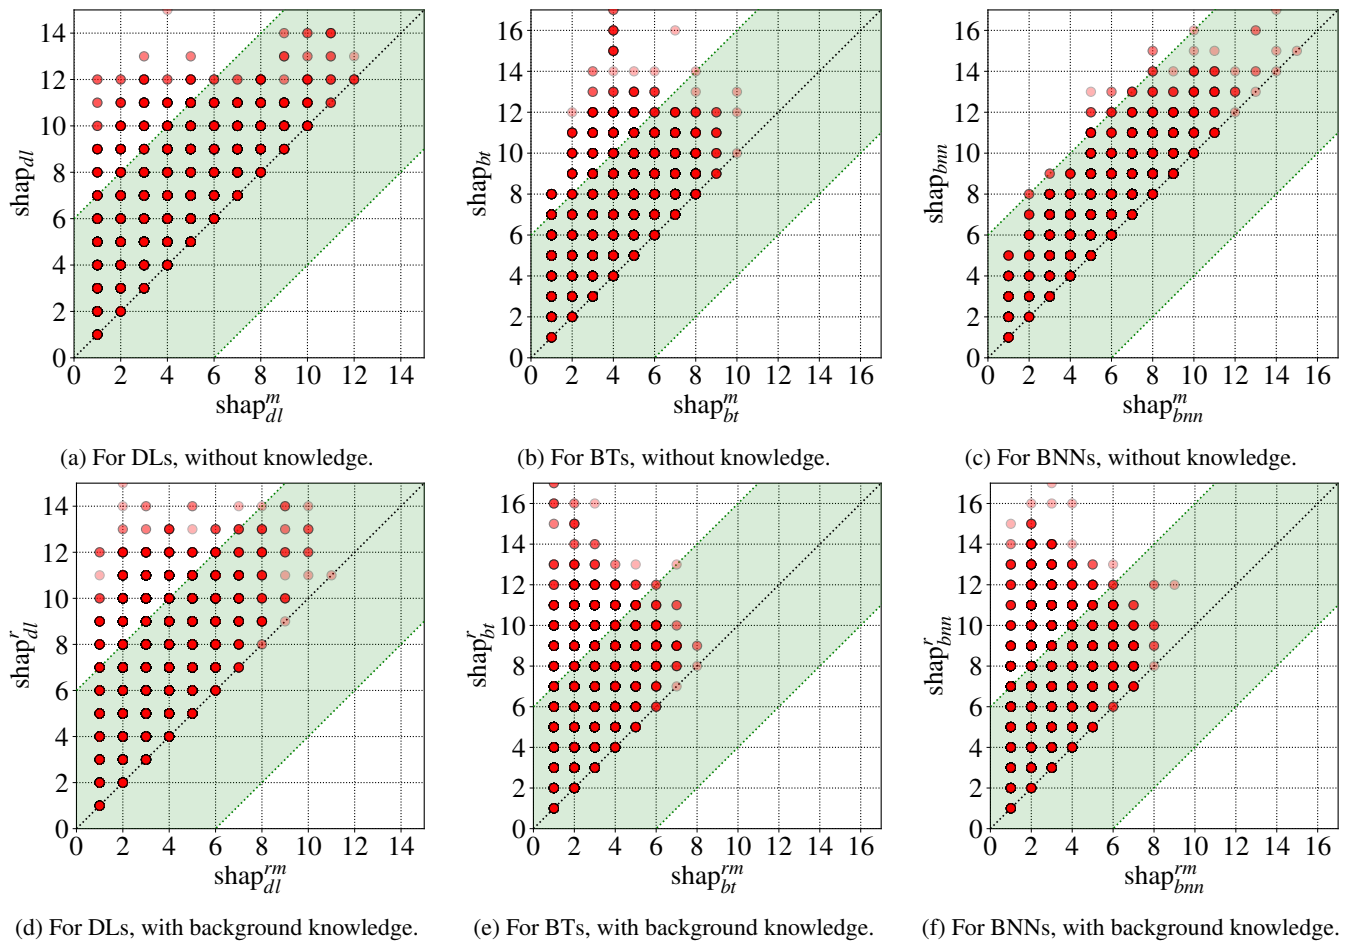 14
12
10
8
6
4
2
0
shap_dl
0 2 4 6 8 10 12 14
shap^m_dl
(a) For DLs, without knowledge.
16
14
12
10
8
6
4
2
0
shap_bt
0 2 4 6 8 10 12 14 16
shap^m_bt
(b) For BTs, without knowledge.
16
14
12
10
8
6
4
2
0
shap_bnn
0 2 4 6 8 10 12 14 16
shap^m_bnn
(c) For BNNs, without knowledge.
14
12
10
8
6
4
2
0
shap^r_dl
0 2 4 6 8 10 12 14
shap^rm_dl
(d) For DLs, with background knowledge.
16
14
12
10
8
6
4
2
0
shap^r_bt
0 2 4 6 8 10 12 14 16
shap^rm_bt
(e) For BTs, with background knowledge.
16
14
12
10
8
6
4
2
0
shap^r_bnn
0 2 4 6 8 10 12 14 16
shap^rm_bnn
(f) For BNNs, with background knowledge.